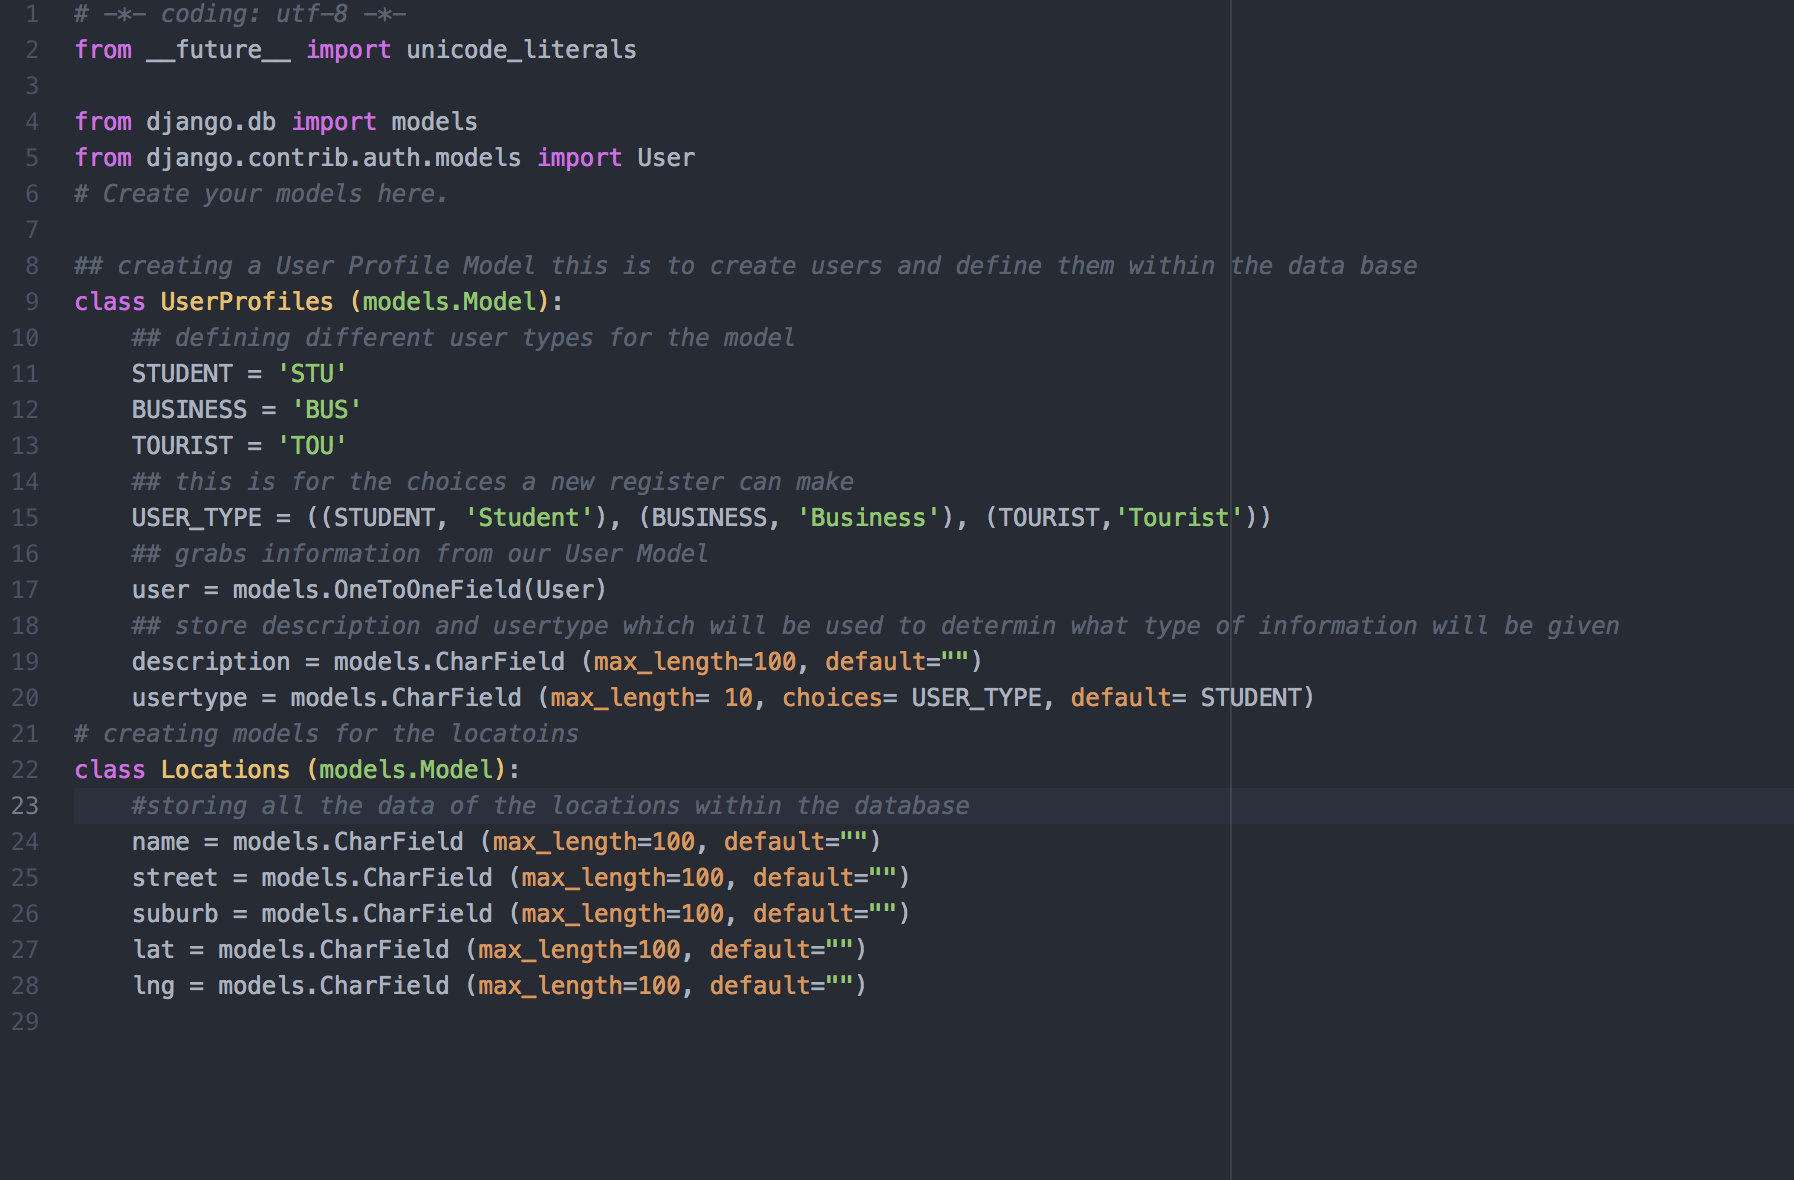 1 # -*- coding: utf-8 -*-
2 from __future__ import unicode_literals
3
4 from django.db import models
5 from django.contrib.auth.models import User
6 # Create your models here.
7
8 ## creating a User Profile Model this is to create users and define them within the data base
9 class UserProfiles (models.Model):
10     ## defining different user types for the model
11     STUDENT = 'STU'
12     BUSINESS = 'BUS'
13     TOURIST = 'TOU'
14     ## this is for the choices a new register can make
15     USER_TYPE = ((STUDENT, 'Student'), (BUSINESS, 'Business'), (TOURIST,'Tourist'))
16     ## grabs information from our User Model
17     user = models.OneToOneField(User)
18     ## store description and usertype which will be used to determin what type of information will be given
19     description = models.CharField (max_length=100, default="")
20     usertype = models.CharField (max_length= 10, choices= USER_TYPE, default= STUDENT)
21 # creating models for the locatoins
22 class Locations (models.Model):
23     #storing all the data of the locations within the database
24     name = models.CharField (max_length=100, default="")
25     street = models.CharField (max_length=100, default="")
26     suburb = models.CharField (max_length=100, default="")
27     lat = models.CharField (max_length=100, default="")
28     lng = models.CharField (max_length=100, default="")
29